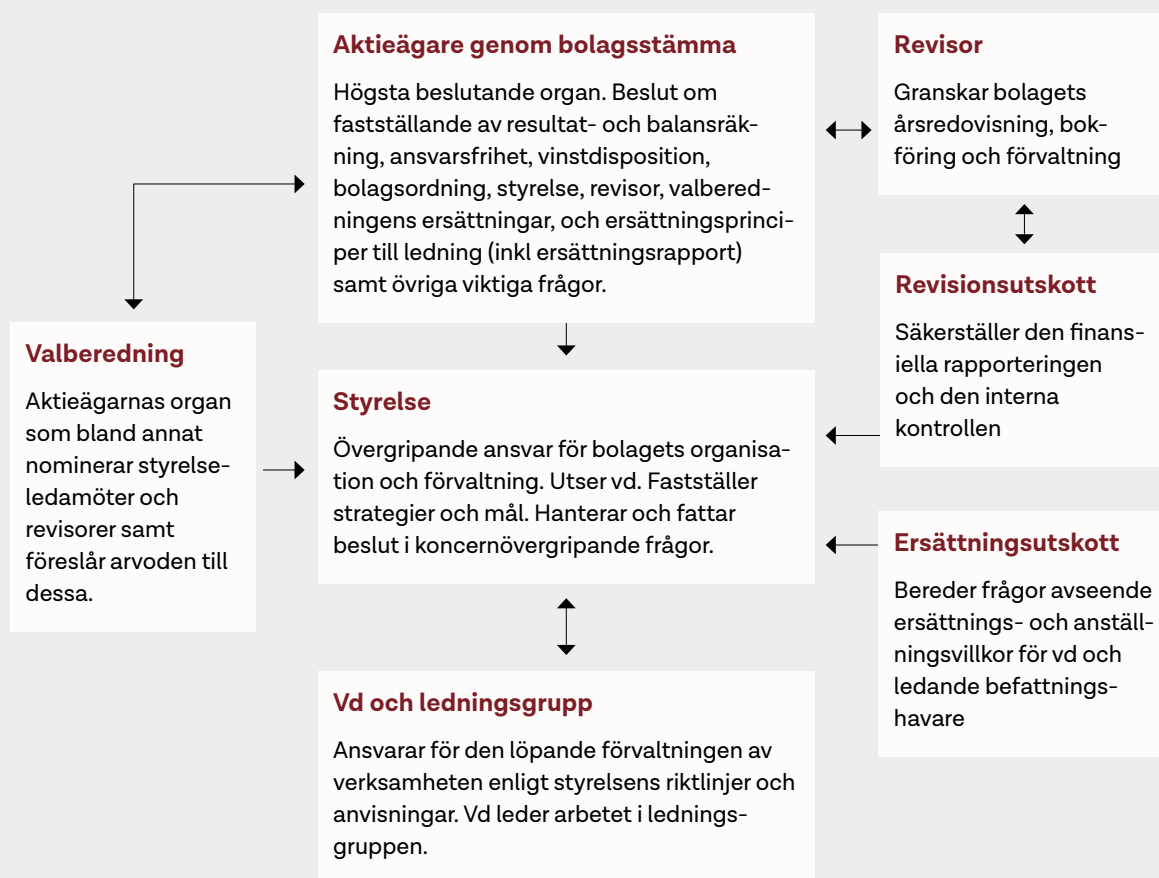 Aktieägare genom bolagsstämma
Högsta beslutande organ. Beslut om
fastställande av resultat- och balansräk-
ning, ansvarsfrihet, vinstdisposition,
bolagsordning, styrelse, revisor, valbered-
ningens ersättningar, och ersättningsprinci-
per till ledning (inkl ersättningsrapport)
samt övriga viktiga frågor.
Revisor
Granskar bolagets
årsredovisning, bok-
föring och förvaltning
Revisionsutskott
Säkerställer den finans-
iella rapporteringen
och den interna
kontrollen
Valberedning
Aktieägarnas organ
som bland annat
nominerar styrelse-
ledamöter och
revisorer samt
föreslår arvoden till
dessa.
Styrelse
Övergripande ansvar för bolagets organisa-
tion och förvaltning. Utser vd. Fastställer
strategier och mål. Hanterar och fattar
beslut i koncernövergripande frågor.
Ersättningsutskott
Bereder frågor avseende
ersättnings- och anställ-
ningsvillkor för vd och
ledande befattnings-
havare
Vd och ledningsgrupp
Ansvarar för den löpande förvaltningen av
verksamheten enligt styrelsens riktlinjer och
anvisningar. Vd leder arbetet i lednings-
gruppen.